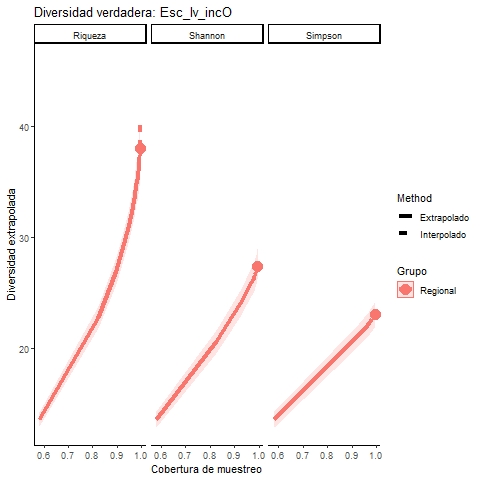 Diversidad verdadera: Esc_lv_incO
Riqueza
Shannon
Simpson
40
30
20
Diversidad extrapolada
0.6 0.7 0.8 0.9 1.0
0.6 0.7 0.8 0.9 1.0
0.6 0.7 0.8 0.9 1.0
Cobertura de muestreo
Method
Extrapolado
Interpolado
Grupo
Regional